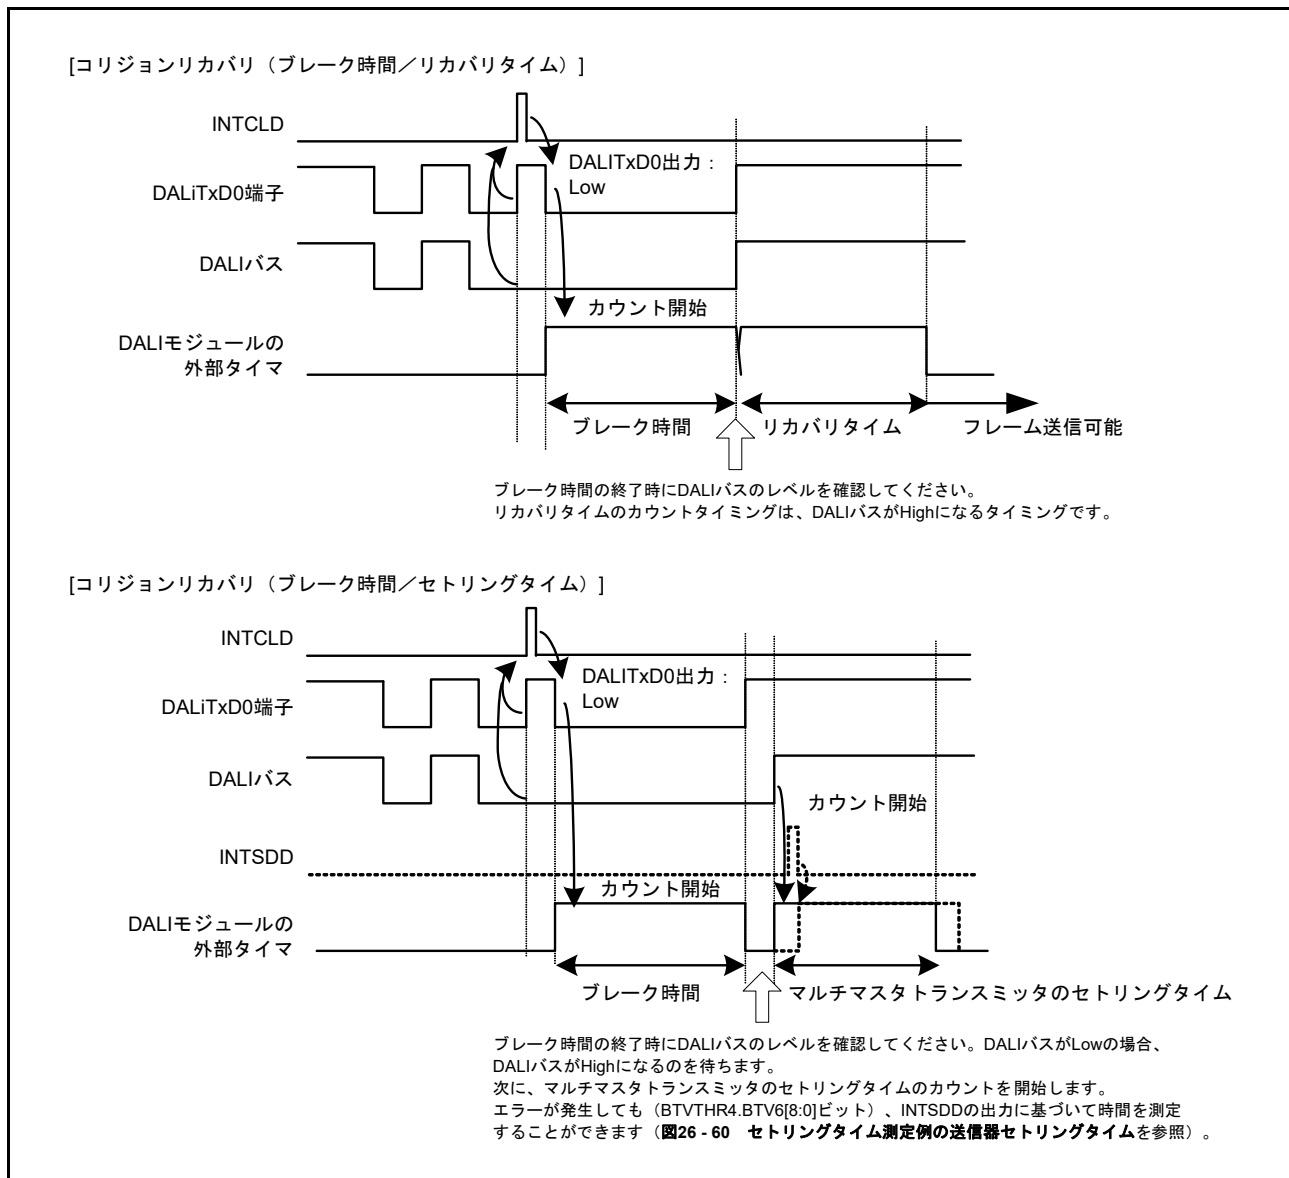 [コリジョンリカバリ（ブレーク時間／リカバリタイム）]
INTCLD
DALITxD0出力：
Low
DALiTxD0端子
DALIバス
カウント開始
DALIモジュールの
外部タイマ
ブレーク時間
リカバリタイム
フレーム送信可能
ブレーク時間の終了時にDALIバスのレベルを確認してください。
リカバリタイムのカウントタイミングは、DALIバスがHighになるタイミングです。
[コリジョンリカバリ（ブレーク時間／セトリングタイム）]
INTCLD
DALITxD0出力：
Low
DALiTxD0端子
DALIバス
カウント開始
INTSDD
カウント開始
DALIモジュールの
外部タイマ
ブレーク時間
マルチマスタトランスミッタのセトリングタイム
ブレーク時間の終了時にDALIバスのレベルを確認してください。DALIバスがLowの場合、
DALIバスがHighになるのを待ちます。
次に、マルチマスタトランスミッタのセトリングタイムのカウントを開始します。
エラーが発生しても（BTVTHR4.BTV6[8:0]ビット）、INTSDDの出力に基づいて時間を測定
することができます（図26 - 60　セトリングタイム測定例の送信器セトリングタイムを参照）。